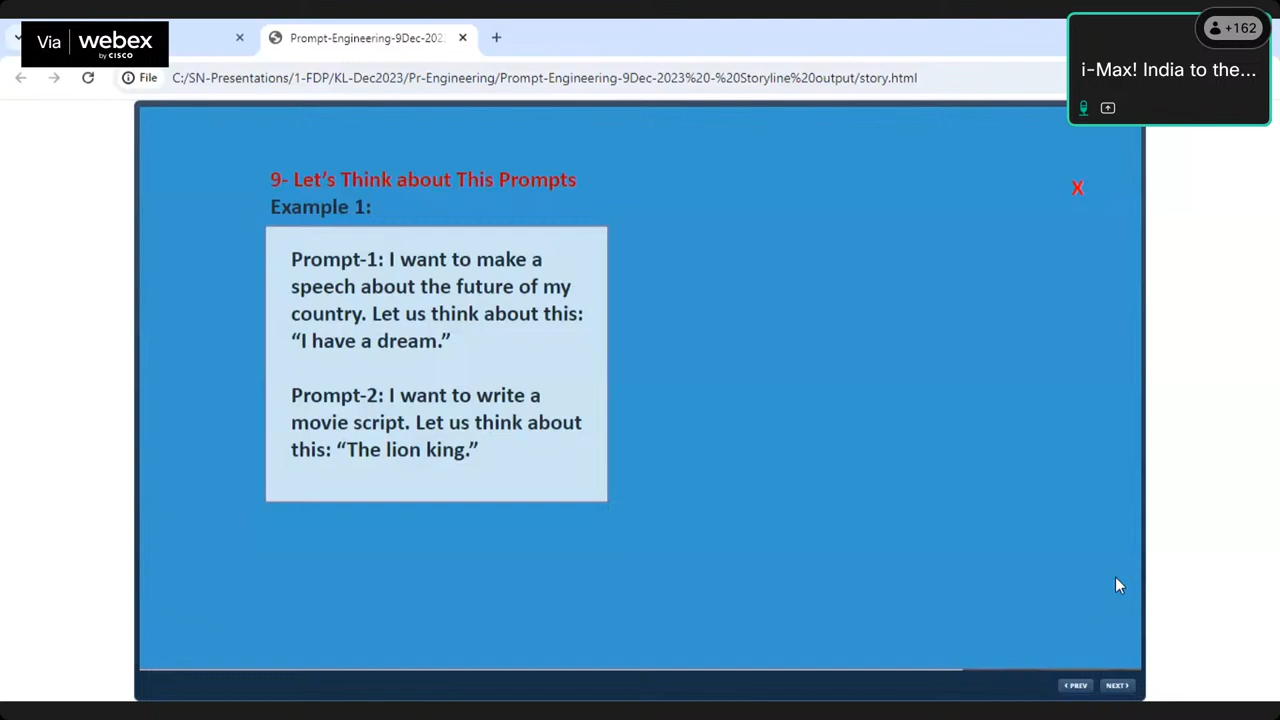 Via webex
by CISCO
Prompt-Engineering-9Dec-202
+162
File C:/SN-Presentations/1-FDP/KL-Dec2023/Pr-Engineering/Prompt-Engineering-9Dec-2023%20-%20Storyline%20output/story.html
i-Max! India to the...
9- Let’s Think about This Prompts
X
Example 1:
Prompt-1: I want to make a
speech about the future of my
country. Let us think about this:
“I have a dream.”
Prompt-2: I want to write a
movie script. Let us think about
this: “The lion king.”
PREV NEXT